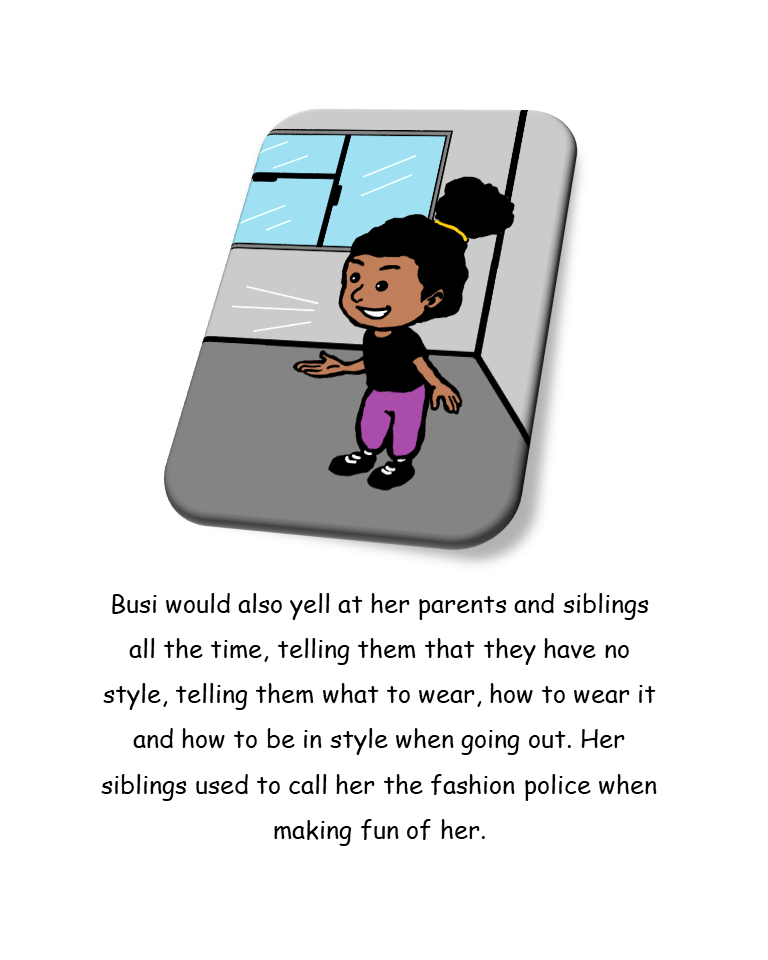 Busi would also yell at her parents and siblings
all the time, telling them that they have no
style, telling them what to wear, how to wear it
and how to be in style when going out. Her
siblings used to call her the fashion police when
making fun of her.